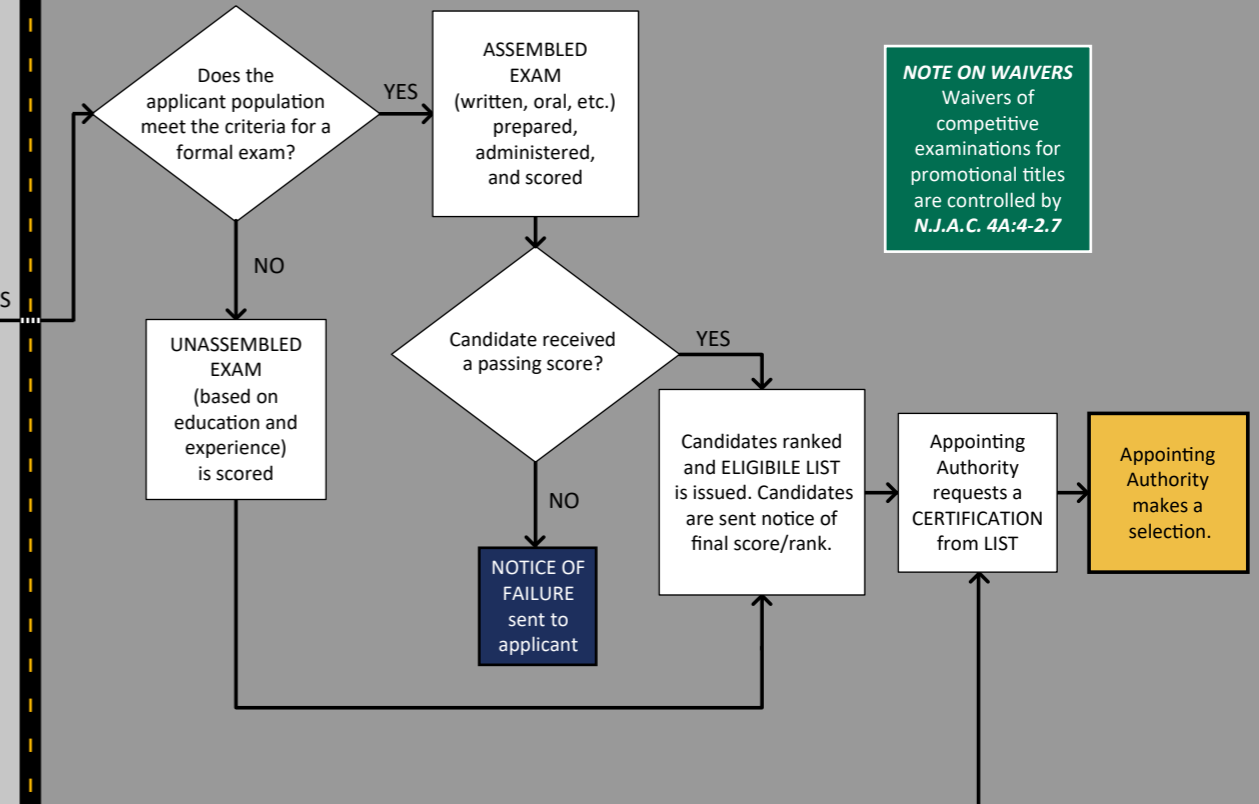 Does the
applicant population
meet the criteria for a
formal exam?
YES
ASSEMBLED
EXAM
(written, oral, etc.)
prepared,
administered,
and scored
NOTE ON WAIVERS
Waivers of
competitive
examinations for
promotional titles
are controlled by
N.J.A.C. 4A:4-2.7
NO
S
UNASSEMBLED
EXAM
(based on
education and
experience)
is scored
Candidate received
a passing score?
YES
NO
NOTICE OF
FAILURE
sent to
applicant
Candidates ranked
and ELIGIBILE LIST
is issued. Candidates
are sent notice of
final score/rank.
Appointing
Authority
requests a
CERTIFICATION
from LIST
Appointing
Authority
makes a
selection.